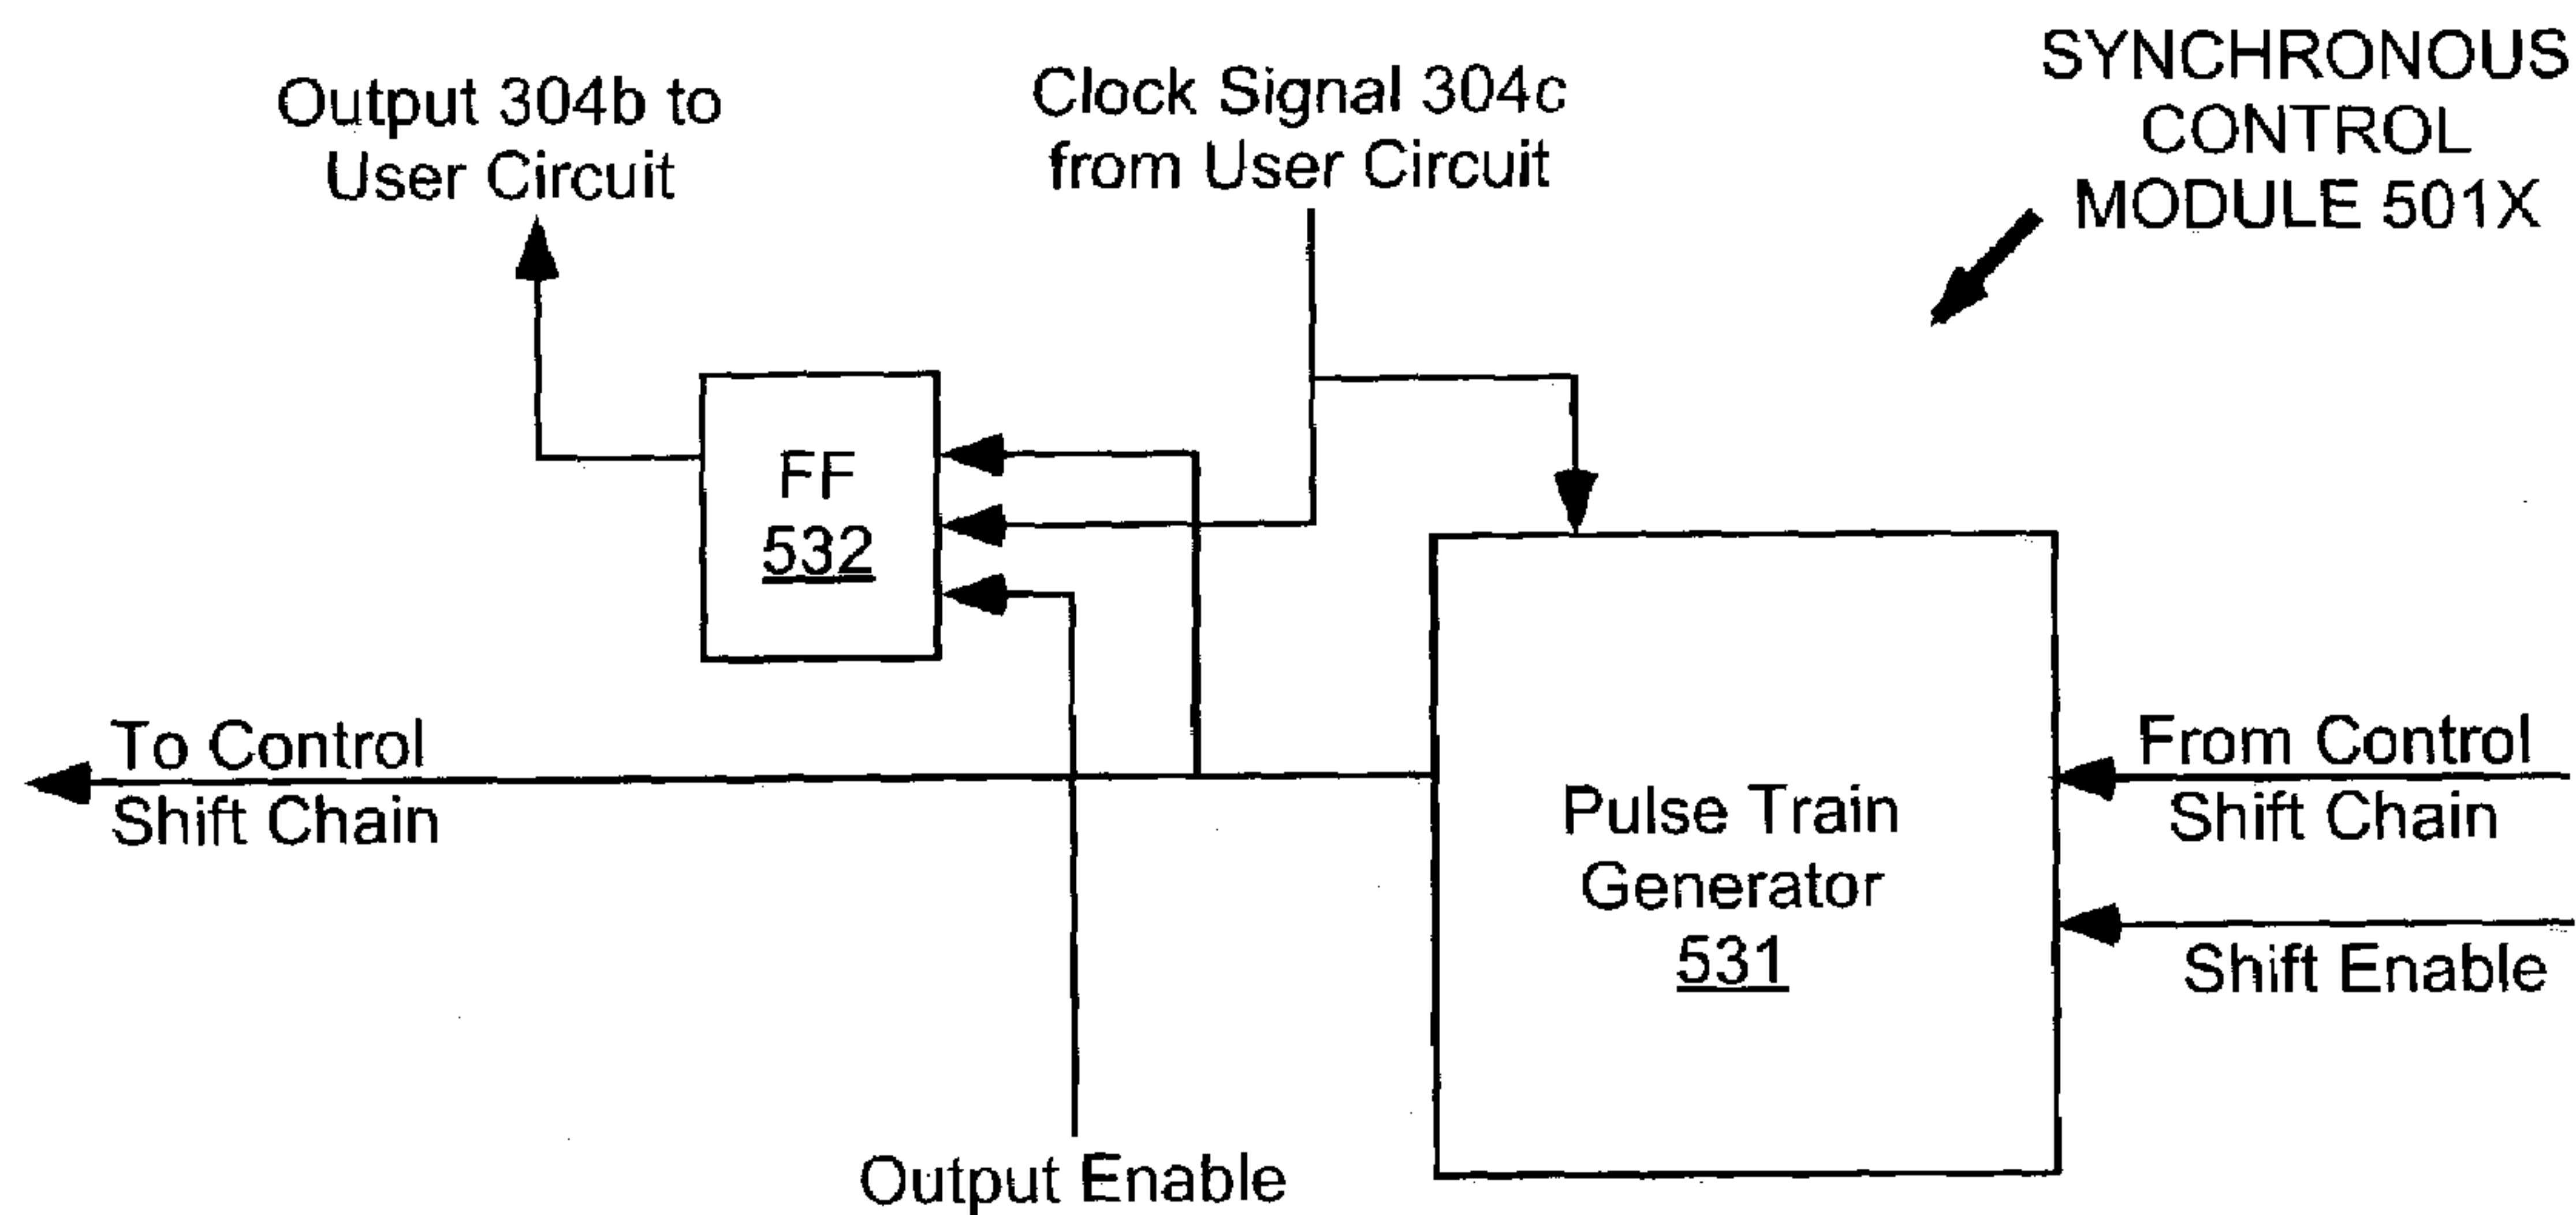 SYNCHRONOUS
CONTROL
MODULE 501X
Output 304b to
User Circuit
Clock Signal 304c
from User Circuit
FF
532
To Control
Shift Chain
Pulse Train
Generator
531
From Control
Shift Chain
Shift Enable
Output Enable